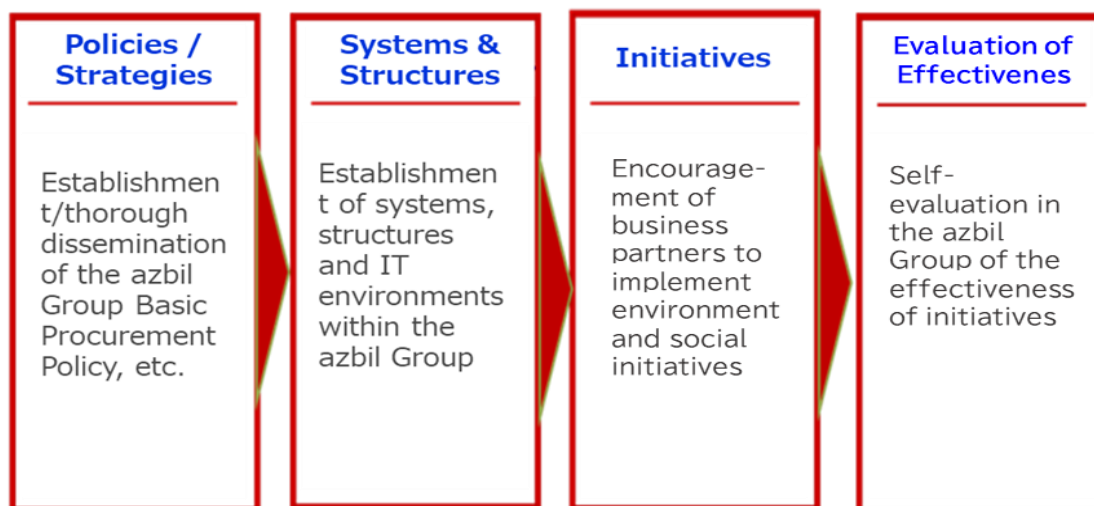 Policies /
Strategies
Establishmen
t/thorough
dissemination
of the azbil
Group Basic
Procurement
Policy, etc.
Systems &
Structures
Establishmen
t of systems,
structures
and IT
environments
within the
azbil Group
Initiatives
Encourage-
ment of
business
partners to
implement
environment
and social
initiatives
Evaluation of
Effectivenes
Self-
evaluation in
the azbil
Group of the
effectiveness
of initiatives